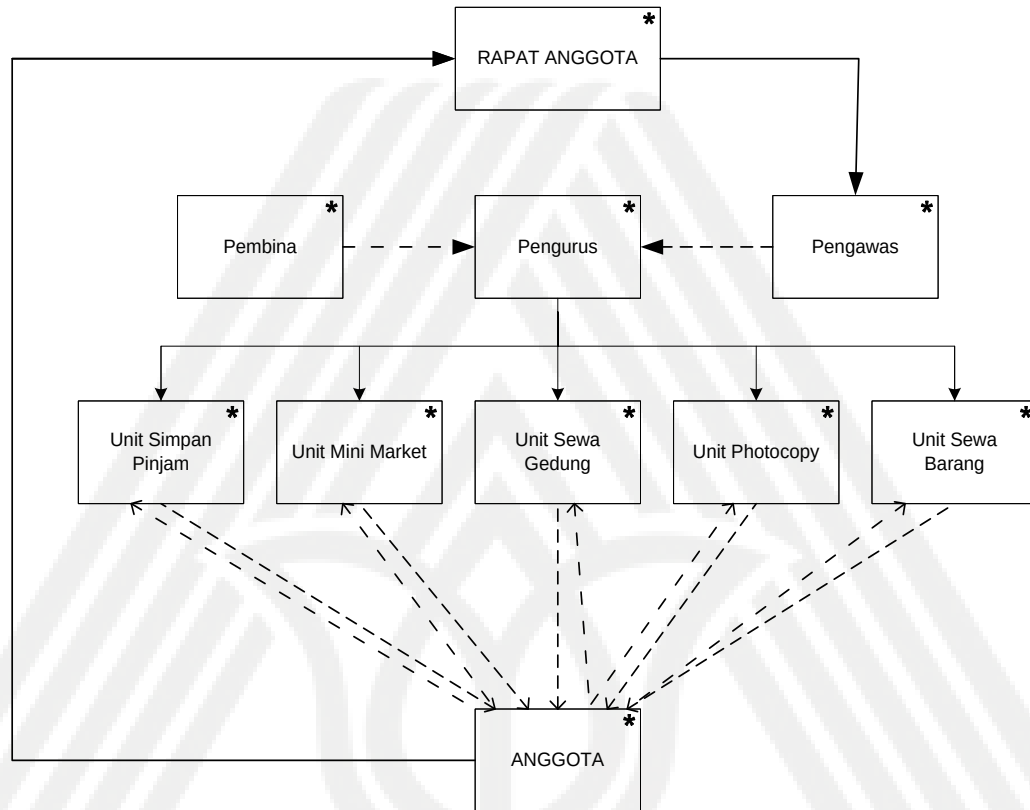 *
RAPAT ANGGOTA
*
Pembina
*
Pengurus
*
Pengawas
*
Unit Simpan
Pinjam
*
Unit Mini Market
*
Unit Sewa
Gedung
*
Unit Photocopy
*
Unit Sewa
Barang
*
ANGGOTA